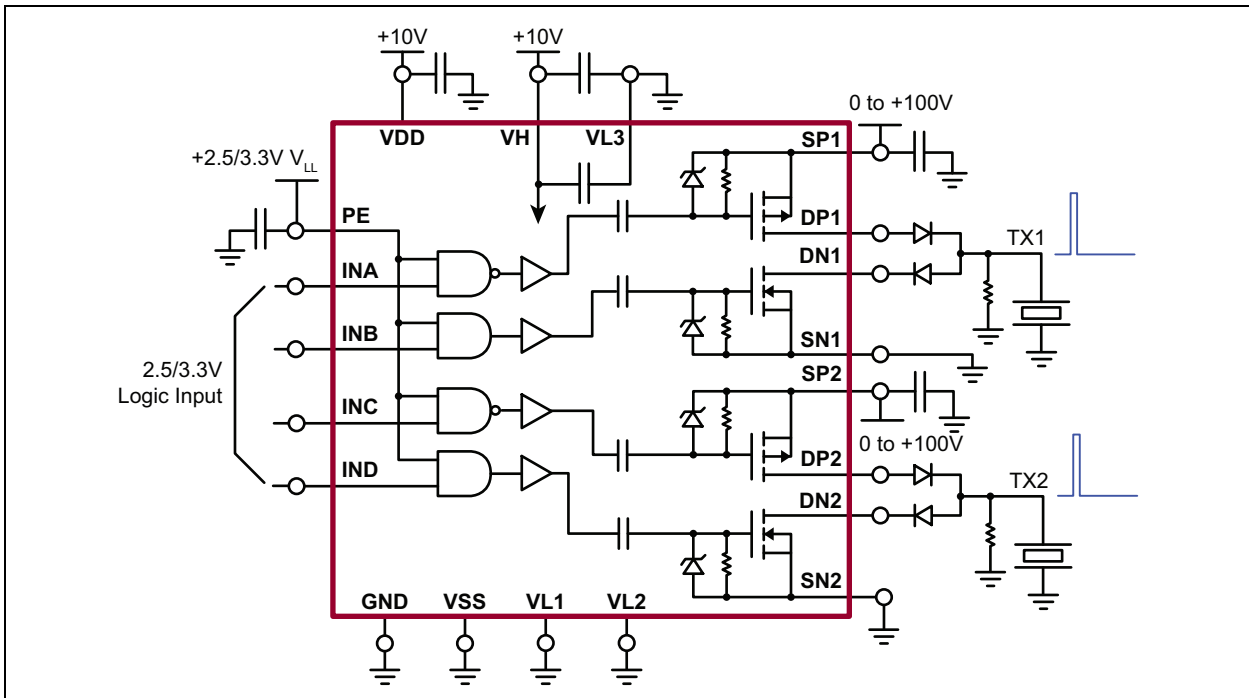 +10V
+10V
0 to +100V
VDD
VH
VL3
SP1
+2.5/3.3V VLL
PE
DP1
TX1
INA
DN1
INB
SN1
2.5/3.3V
Logic Input
SP2
INC
0 to +100V
DP2
IND
TX2
DN2
SN2
GND
VSS
VL1
VL2